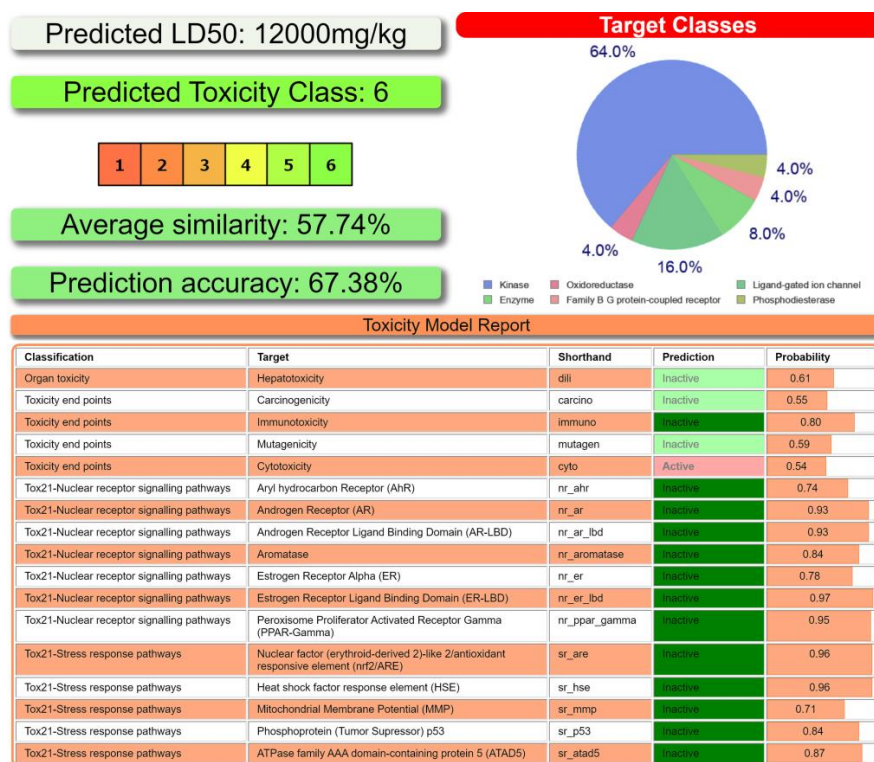 Predicted LD50: 12000mg/kg
Predicted Toxicity Class: 6
1 2 3 4 5 6
Average similarity: 57.74%
Prediction accuracy: 67.38%
Target Classes
64.0%
4.0%
4.0%
8.0%
4.0%
16.0%
Kinase Oxidoreductase Ligand-gated ion channel
Enzyme Family B G protein-coupled receptor Phosphodiesterase
Toxicity Model Report
Classification Target Shorthand Prediction Probability
Organ toxicity Hepatotoxicity dili Inactive 0.61
Toxicity end points Carcinogenicity carcino Inactive 0.55
Toxicity end points Immunotoxicity immuno Inactive 0.80
Toxicity end points Mutagenicity mutagen Inactive 0.59
Toxicity end points Cytotoxicity cyto Active 0.54
Tox21-Nuclear receptor signalling pathways Aryl hydrocarbon Receptor (AhR) nr_ahr Inactive 0.74
Tox21-Nuclear receptor signalling pathways Androgen Receptor (AR) nr_ar Inactive 0.93
Tox21-Nuclear receptor signalling pathways Androgen Receptor Ligand Binding Domain (AR-LBD) nr_ar_lbd Inactive 0.93
Tox21-Nuclear receptor signalling pathways Aromatase nr_aromatase Inactive 0.84
Tox21-Nuclear receptor signalling pathways Estrogen Receptor Alpha (ER) nr_er Inactive 0.78
Tox21-Nuclear receptor signalling pathways Estrogen Receptor Ligand Binding Domain (ER-LBD) nr_er_lbd Inactive 0.97
Tox21-Nuclear receptor signalling pathways Peroxisome Proliferator Activated Receptor Gamma nr_ppar_gamma Inactive 0.95
(PPAR-Gamma)
Tox21-Stress response pathways Nuclear factor (erythroid-derived 2)-like 2/antioxidant sr_are Inactive 0.96
responsive element (nrf2/ARE)
Tox21-Stress response pathways Heat shock factor response element (HSE) sr_hse Inactive 0.96
Tox21-Stress response pathways Mitochondrial Membrane Potential (MMP) sr_mmp Inactive 0.71
Tox21-Stress response pathways Phosphoprotein (Tumor Supressor) p53 sr_p53 Inactive 0.84
Tox21-Stress response pathways ATPase family AAA domain-containing protein 5 (ATAD5) sr_atad5 Inactive 0.87